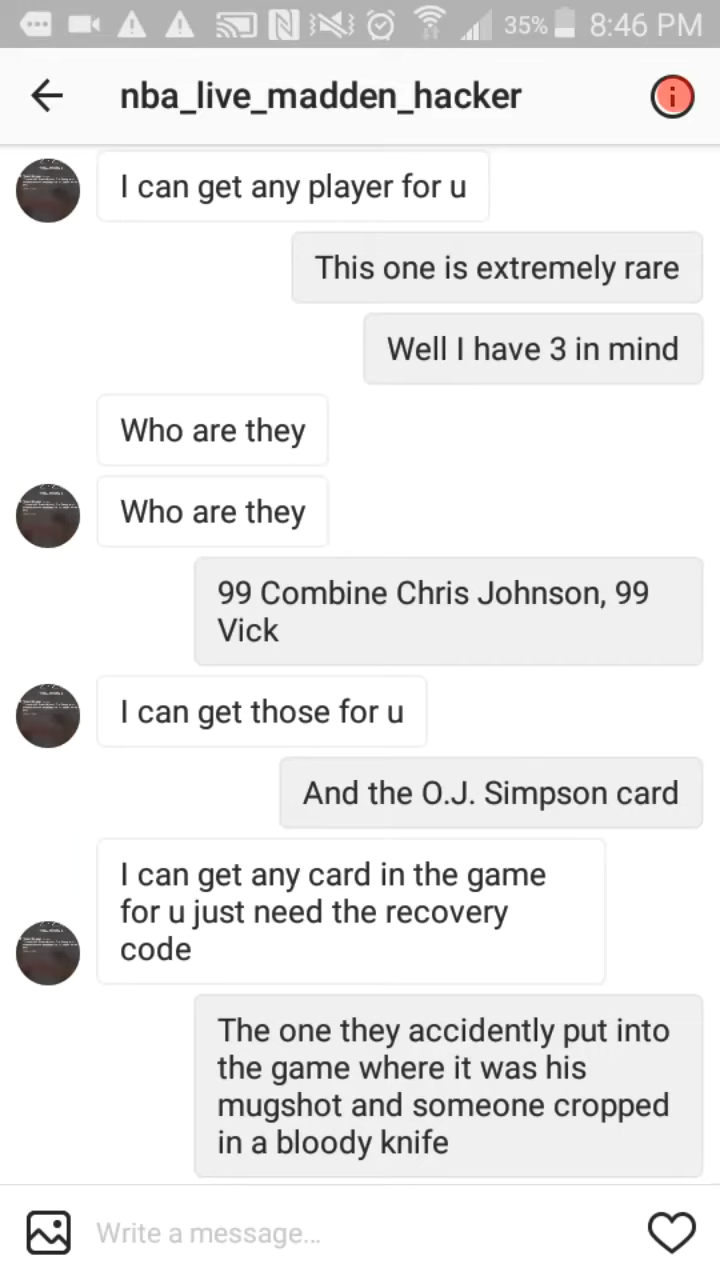 35% 8:46 PM
nba_live_madden_hacker
I can get any player for u
This one is extremely rare
Well I have 3 in mind
Who are they
Who are they
99 Combine Chris Johnson, 99
Vick
I can get those for u
And the O.J. Simpson card
I can get any card in the game
for u just need the recovery
code
The one they accidently put into
the game where it was his
mugshot and someone cropped
in a bloody knife
Write a message...